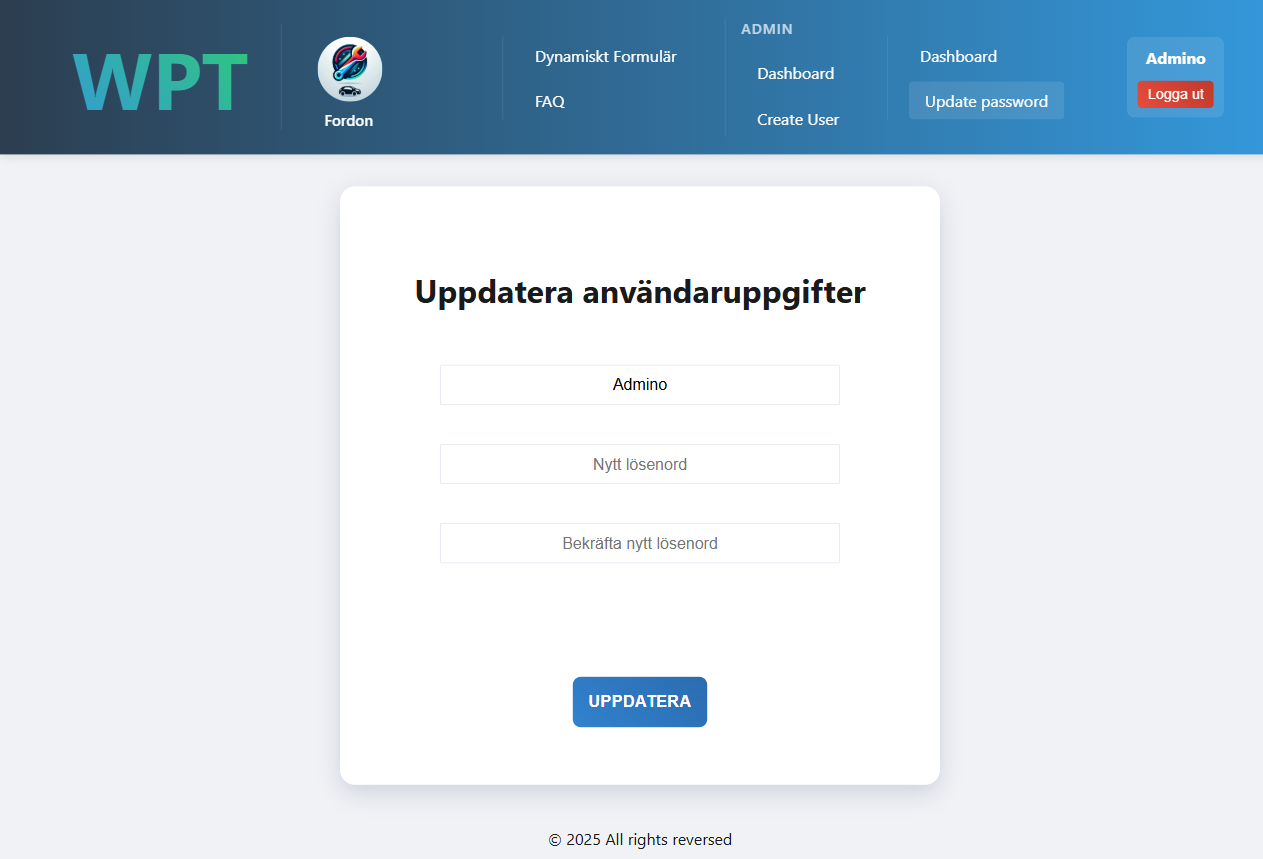 WPT
Fordon
Dynamiskt Formulär
FAQ
ADMIN
Dashboard
Create User
Dashboard
Update password
Admino
Logga ut
Uppdatera användaruppgifter
Admino
Nytt lösenord
Bekräfta nytt lösenord
UPPDATERA
© 2025 All rights reversed